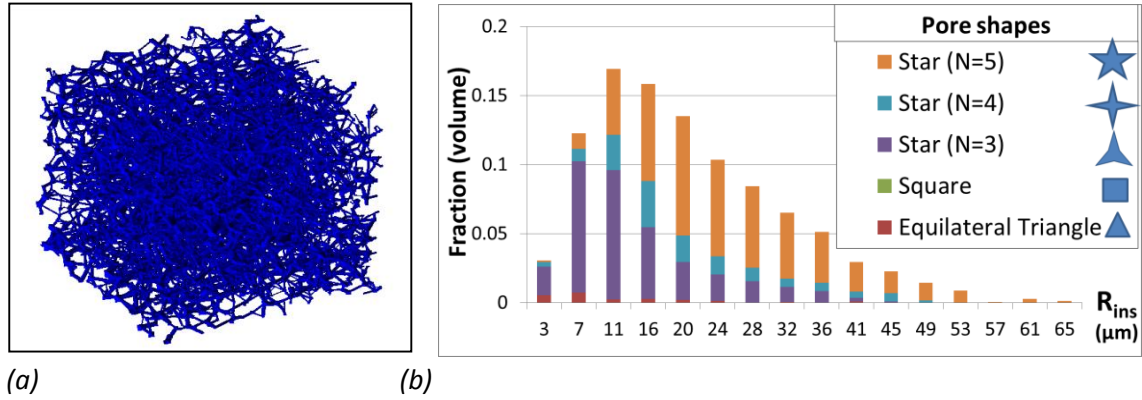 0.2
0.15
0.1
0.05
0
Fraction (volume)
Pore shapes
Star (N=5)
Star (N=4)
Star (N=3)
Square
Equilateral Triangle
3 7 11 16 20 24 28 32 36 41 45 49 53 57 61 65
R_ins
(μm)
(a)
(b)